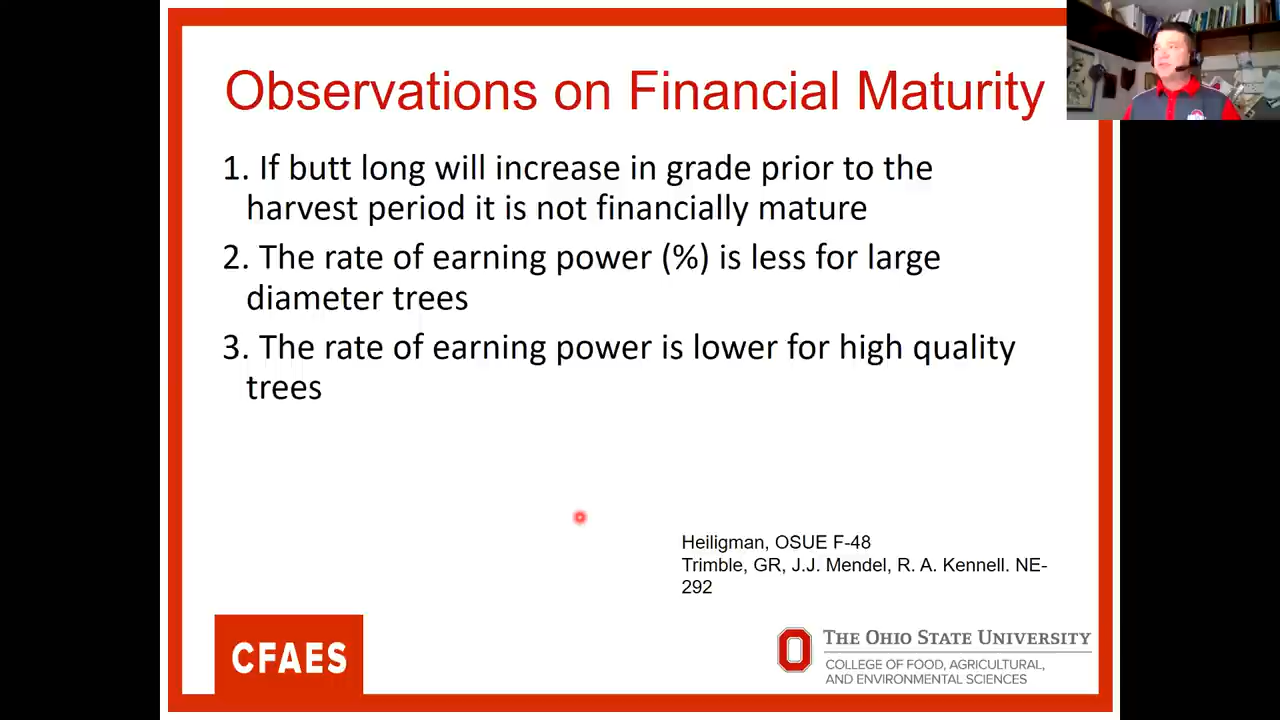 Observations on Financial Maturity
1. If butt long will increase in grade prior to the
harvest period it is not financially mature
2. The rate of earning power (%) is less for large
diameter trees
3. The rate of earning power is lower for high quality
trees
Heiligman, OSUE F-48
Trimble, GR, J.J. Mendel, R. A. Kennell. NE-
292
CFAES
THE OHIO STATE UNIVERSITY
COLLEGE OF FOOD, AGRICULTURAL,
AND ENVIRONMENTAL SCIENCES